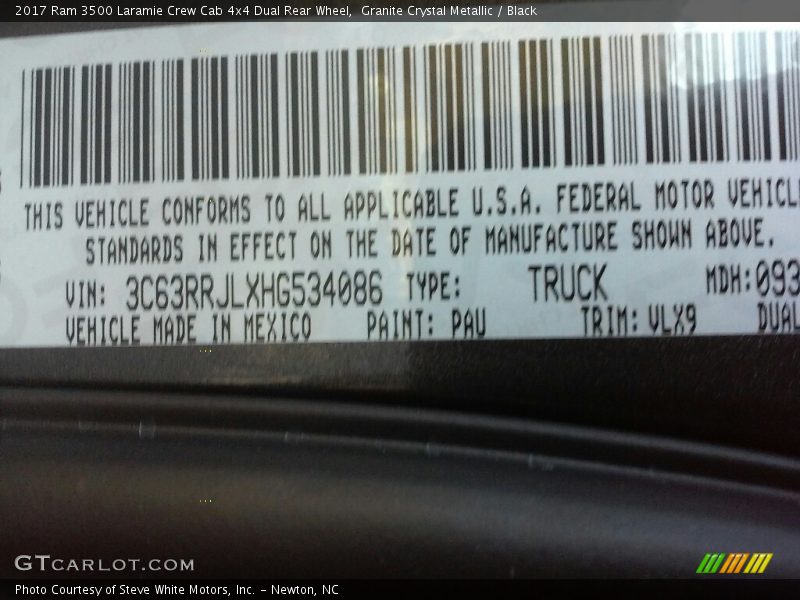 2017 Ram 3500 Laramie Crew Cab 4x4 Dual Rear Wheel, Granite Crystal Metallic / Black
THIS VEHICLE CONFORMS TO ALL APPLICABLE U.S.A. FEDERAL MOTOR VEHICL
STANDARDS IN EFFECT ON THE DATE OF MANUFACTURE SHOWN ABOVE.
VIN: 3C63RRJLXHG534086 TYPE: TRUCK MDH:093
VEHICLE MADE IN MEXICO PAINT: PAU TRIM: VLX9 DUAL
GTCARLOT.COM
Photo Courtesy of Steve White Motors, Inc. – Newton, NC